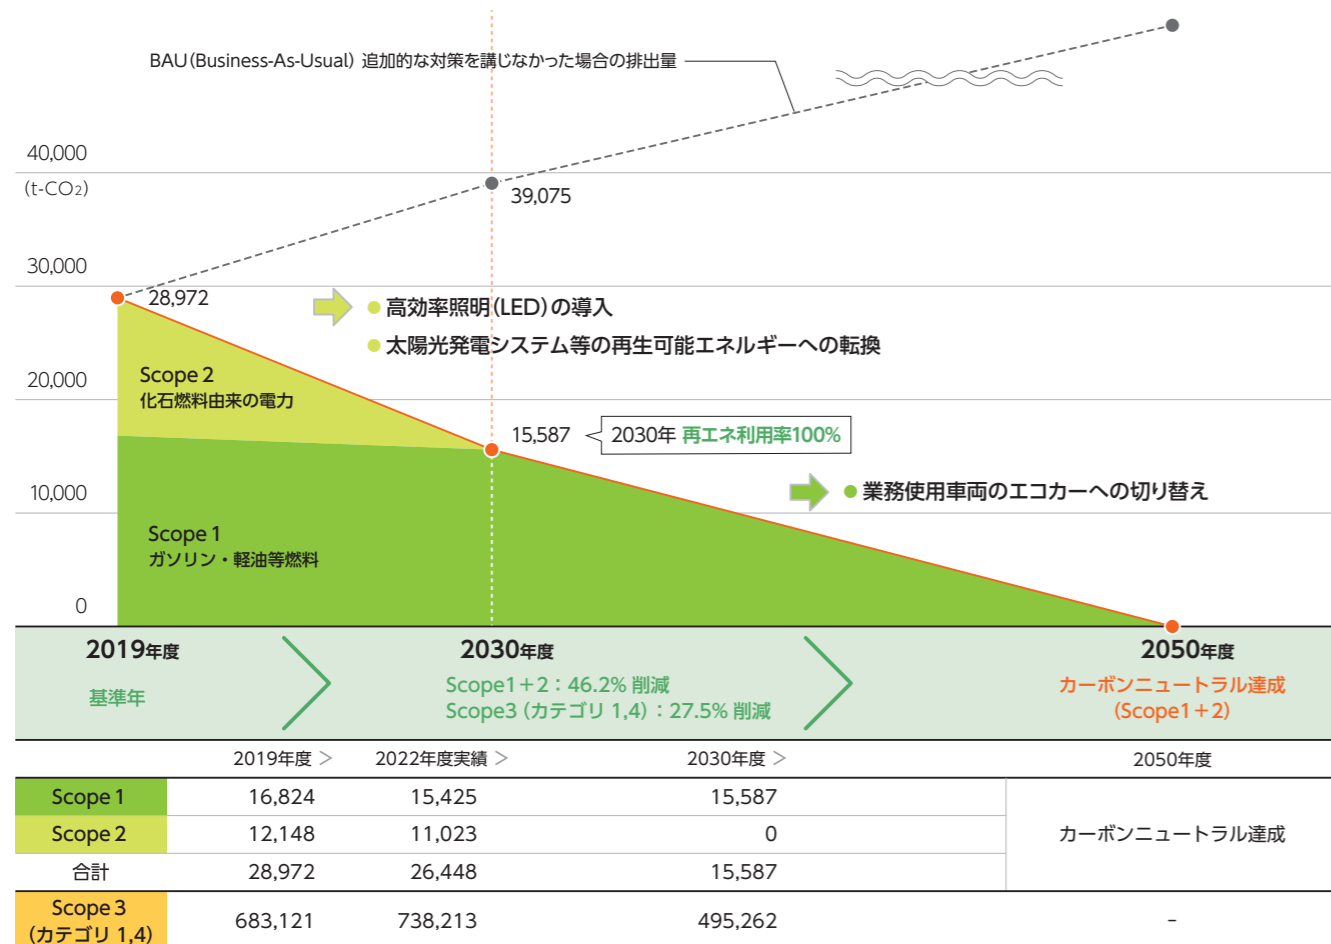 BAU(Business-As-Usual) 追加的な対策を講じなかった場合の排出量
40,000
(t-CO2)
39,075
30,000
28,972
高効率照明(LED)の導入
太陽光発電システム等の再生可能エネルギーへの転換
20,000
Scope 2
化石燃料由来の電力
15,587
2030年 再エネ利用率100%
10,000
業務使用車両のエコカーへの切り替え
Scope 1
ガソリン・軽油等燃料
0
2019年度 2030年度 2050年度
基準年
Scope1+2:46.2% 削減
Scope3 (カテゴリ 1,4):27.5% 削減
カーボンニュートラル達成
(Scope1+2)
2019年度 > 2022年度実績 > 2030年度 > 2050年度
Scope 1 16,824 15,425 15,587
Scope 2 12,148 11,023 0 カーボンニュートラル達成
合計 28,972 26,448 15,587
Scope 3
(カテゴリ 1,4) 683,121 738,213 495,262 –